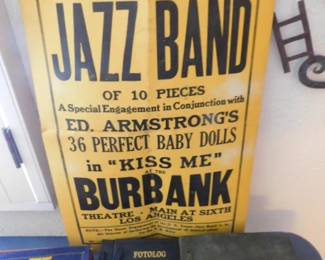 JAZZ BAND
OF 10 PIECES
A Special Engagement in Conjunction with
ED. ARMSTRONG'S
36 PERFECT BABY DOLLS
in "KISS ME"
AT THE
BURBANK
THEATRE MAIN AT SIXTH
LOS ANGELES
FOTOLOG